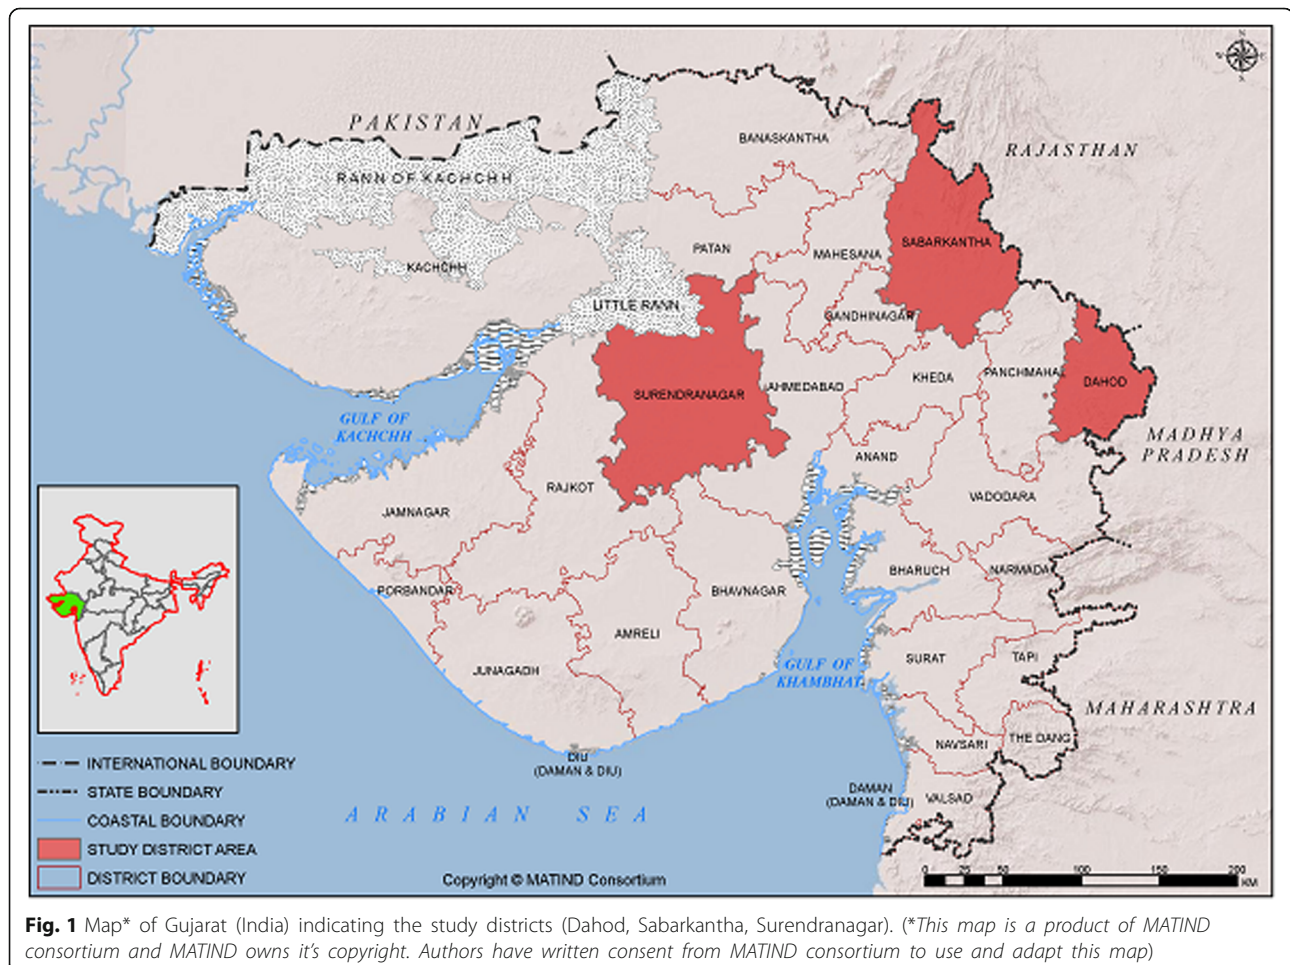 PAKISTAN
RANN OF KACHCHH
BANASKANTHA
RAJASTHAN
SABARKANTHA
PATAN
MAHESANA
KACHCHH
LITTLE RANN
GANDHINAGAR
SURENDRANAGAR
AHMEDABAD
KHEDA
PANCHMAHAL
DAHOD
GULF OF
KACHCHH
MADHYA
PRADESH
ANAND
RAJKOT
VADODARA
JAMNAGAR
BHARUCH
NARMADA
PORBANDAR
BHAVNAGAR
AMRELI
JUNAGADH
GULF OF
KHAMBHAT
SURAT
TAPI
MAHARASHTRA
NAVSARI
THE DANG
DIU
(DAMAN & DIU)
DAMAN
(DAMAN & DIU)
VALSAD
ARABIAN SEA
INTERNATIONAL BOUNDARY
STATE BOUNDARY
COASTAL BOUNDARY
STUDY DISTRICT AREA
DISTRICT BOUNDARY
Copyright © MATIND Consortium
0 25 50 100 150 200
KM
Fig. 1 Map* of Gujarat (India) indicating the study districts (Dahod, Sabarkantha, Surendranagar). (*This map is a product of MATIND
consortium and MATIND owns it's copyright. Authors have written consent from MATIND consortium to use and adapt this map)